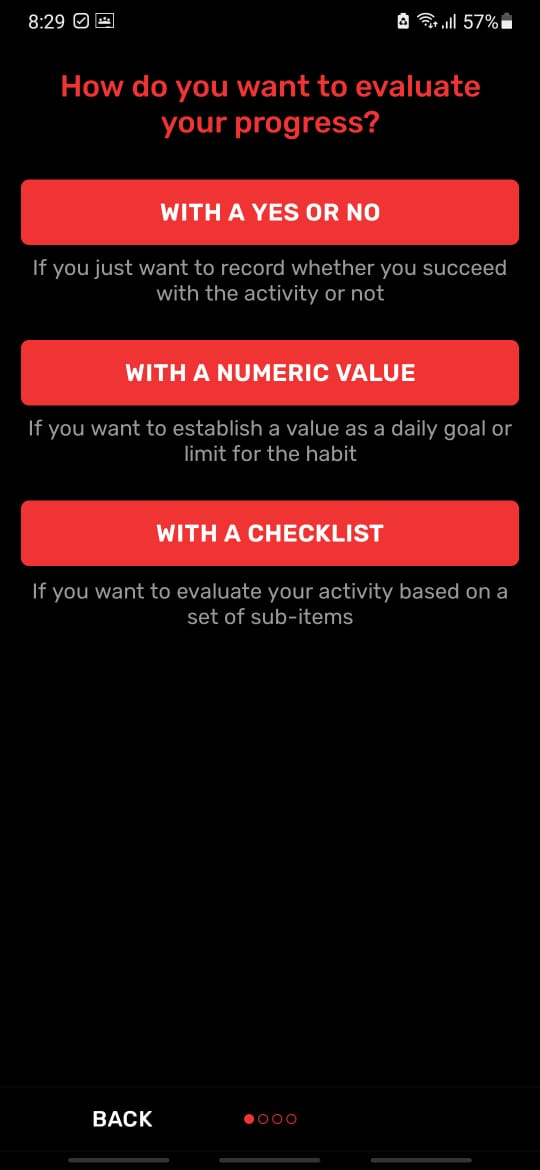 8:29
57%
How do you want to evaluate
your progress?
WITH A YES OR NO
If you just want to record whether you succeed
with the activity or not
WITH A NUMERIC VALUE
If you want to establish a value as a daily goal or
limit for the habit
WITH A CHECKLIST
If you want to evaluate your activity based on a
set of sub-items
BACK